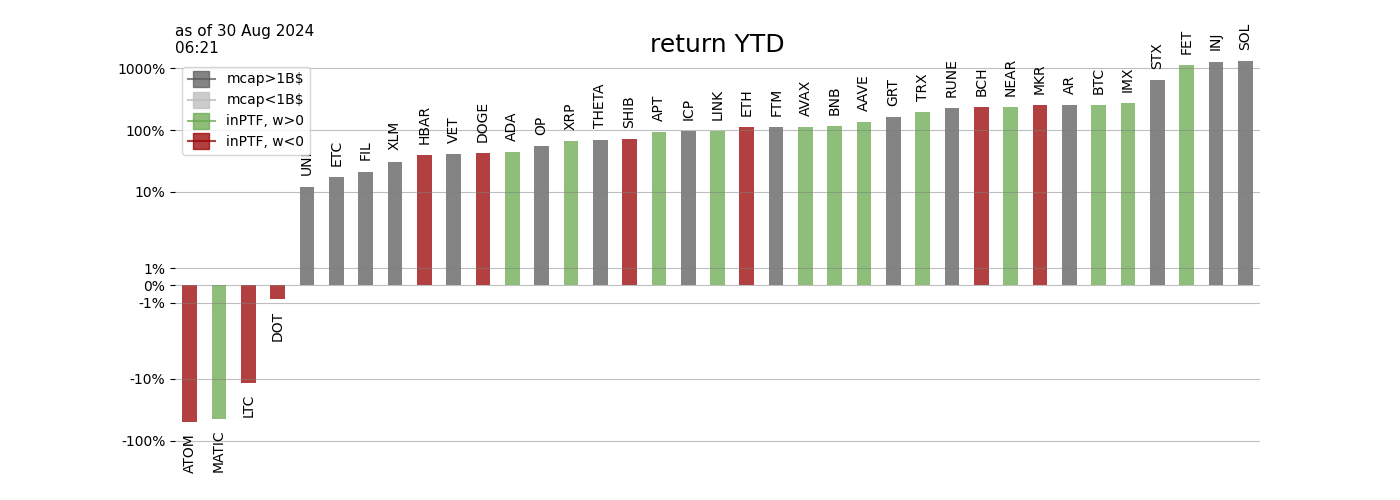 as of 30 Aug 2024
06:21
return YTD
mcap>1B$
mcap<1B$
inPTF, w>0
inPTF, w<0
1000%
100%
10%
1%
0%
-1%
-10%
-100%
ATOM
MATIC
LTC
DOT
ETC
FIL
XLM
HBAR
VET
DOGE
ADA
OP
XRP
THETA
SHIB
APT
ICP
LINK
ETH
FTM
AVAX
BNB
AAVE
GRT
TRX
RUNE
BCH
NEAR
MKR
AR
BTC
IMX
STX
FET
INJ
SOL